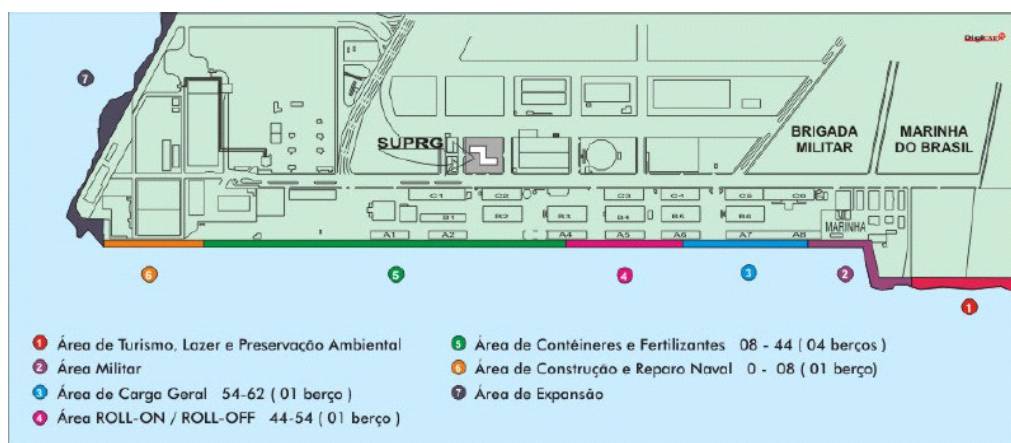 7
SUPRG
BRIGADA
MILITAR
MARINHA
DO BRASIL
C1
C2
C3
C4
C5
C6
B1
B2
B3
B4
B5
B6
MARINHA
A1
A2
A4
A5
A6
A7
A8
6
5
4
3
2
1
1 Área de Turismo, Lazer e Preservação Ambiental
2 Área Militar
3 Área de Carga Geral 54-62 ( 01 berço )
4 Área ROLL-ON / ROLL-OFF 44-54 ( 01 berço )
5 Área de Contêineres e Fertilizantes 08 - 44 ( 04 berços )
6 Área de Construção e Reparo Naval 0 - 08 ( 01 berço)
7 Área de Expansão